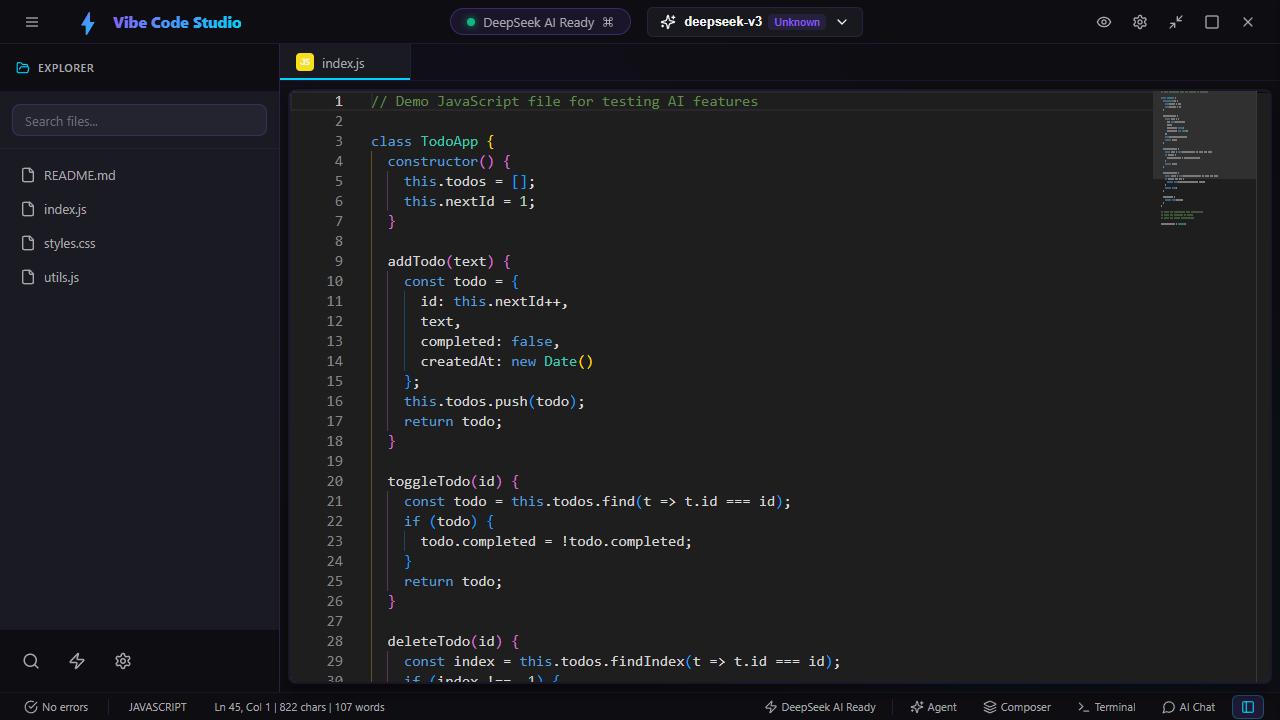 Vibe Code Studio
DeepSeek AI Ready ⌘
deepseek-v3 Unknown
EXPLORER
JS index.js
Search files...
README.md
index.js
styles.css
utils.js
1 // Demo JavaScript file for testing AI features
2
3 class TodoApp {
4 constructor() {
5 this.todos = [];
6 this.nextId = 1;
7 }
8
9 addTodo(text) {
10 const todo = {
11 id: this.nextId++,
12 text,
13 completed: false,
14 createdAt: new Date()
15 };
16 this.todos.push(todo);
17 return todo;
18 }
19
20 toggleTodo(id) {
21 const todo = this.todos.find(t => t.id === id);
22 if (todo) {
23 todo.completed = !todo.completed;
24 }
25 return todo;
26 }
27
28 deleteTodo(id) {
29 const index = this.todos.findIndex(t => t.id === id);
30 if (index !== -1) {
No errors
JAVASCRIPT
Ln 45, Col 1 | 822 chars | 107 words
DeepSeek AI Ready
Agent
Composer
Terminal
AI Chat